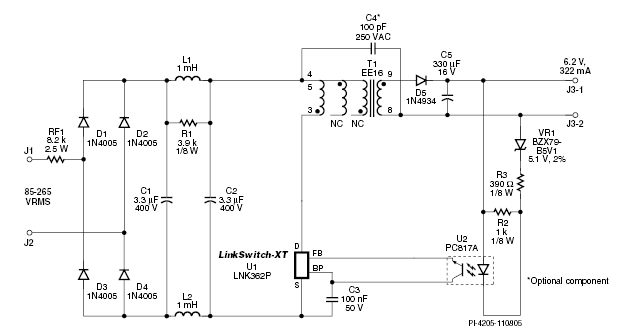 C4*
100 pF
250 VAC
L1
1 mH
T1
EE16
4
5
3
NC
NC
9
8
D5
1N4934
C5
330 µF
16 V
6.2 V,
322 mA
J3-1
J3-2
RF1
8.2 k
2.5 W
J1
D1
1N4005
D2
1N4005
R1
3.9 k
1/8 W
VR1
BZX79-
B5V1
5.1 V, 2%
R3
390 Ω
1/8 W
85-265
VRMS
C1
3.3 µF
400 V
C2
3.3 µF
400 V
R2
1 k
1/8 W
J2
LinkSwitch-XT
U1
LNK362P
D
FB
BP
S
U2
PC817A
D3
1N4005
D4
1N4005
L2
1 mH
C3
100 nF
50 V
*Optional component
PI-4205-110905